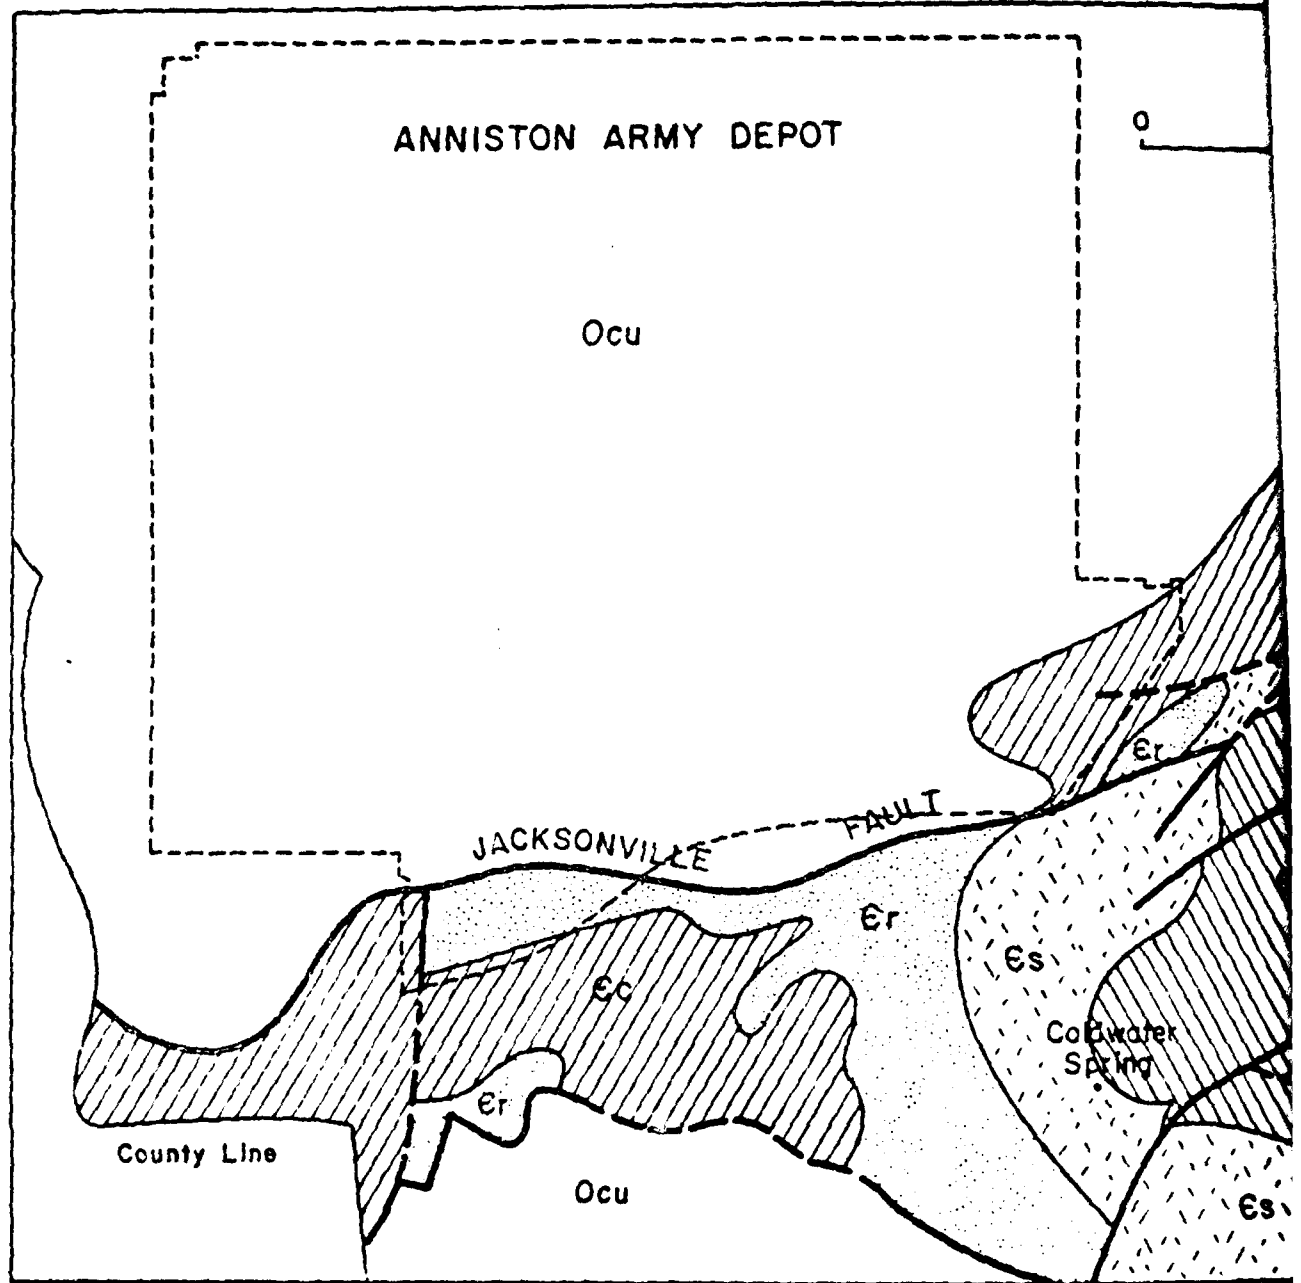 ANNISTON ARMY DEPOT
0
Ocu
Єr
JACKSONVILLE FAULT
Єr
Єs
Єc
Coldwater
Spring
Єr
County Line
Ocu
Єs